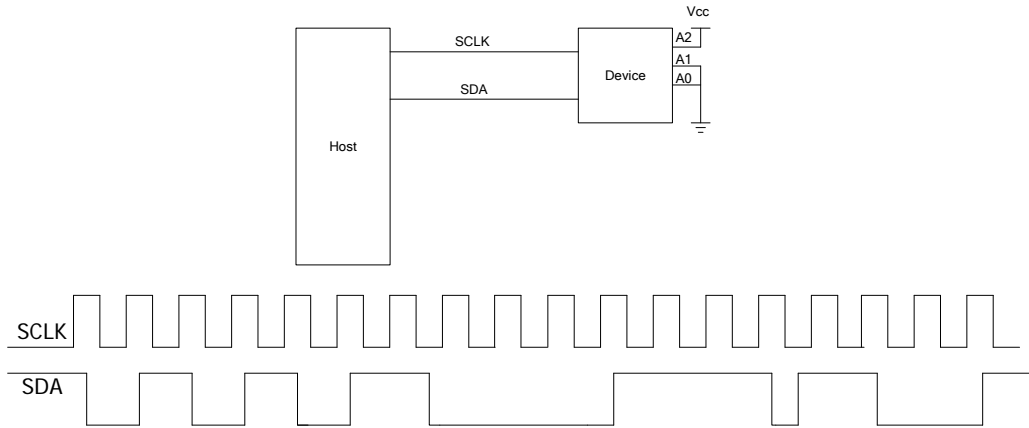 Vcc
A2
SCLK
A1
Device
A0
SDA
Host
SCLK
SDA